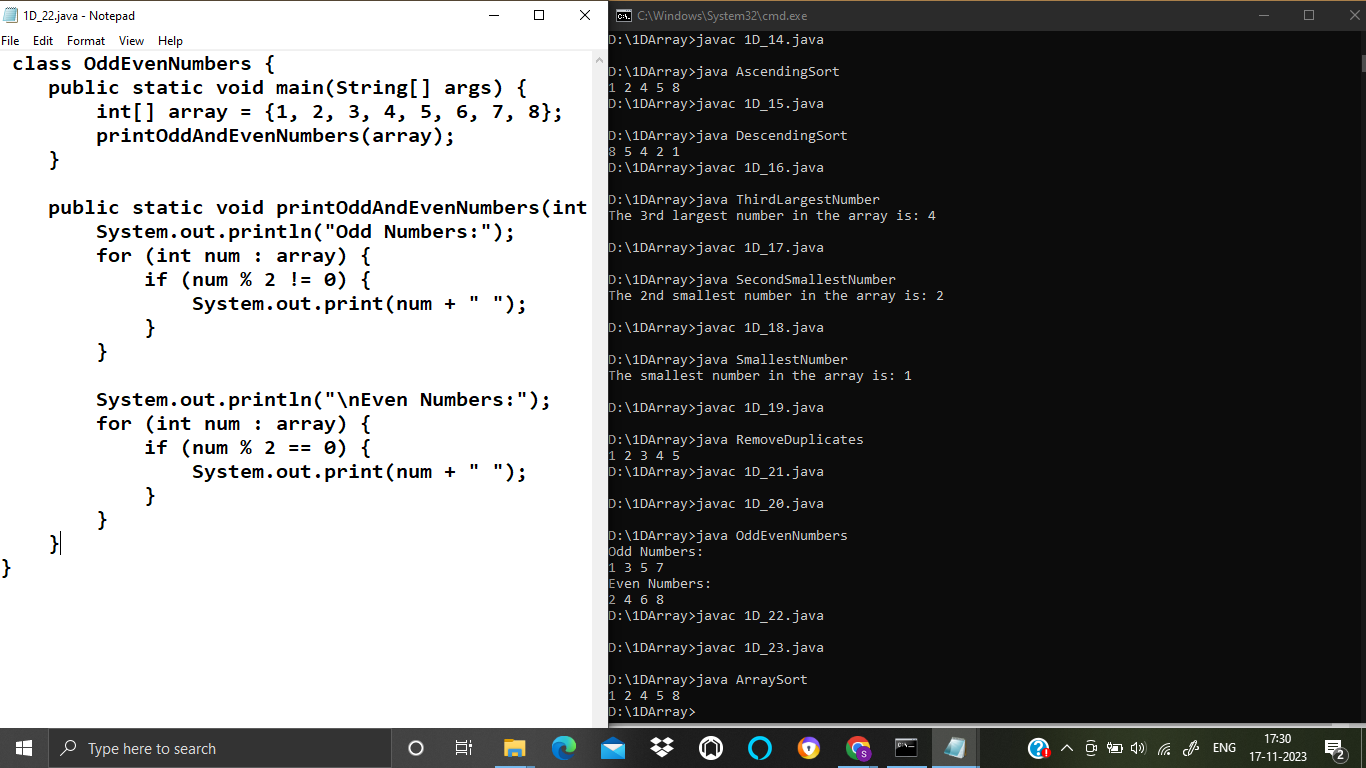 1D_22.java - Notepad
File Edit Format View Help
class OddEvenNumbers {
public static void main(String[] args) {
int[] array = {1, 2, 3, 4, 5, 6, 7, 8};
printOddAndEvenNumbers(array);
}
public static void printOddAndEvenNumbers(int
System.out.println("Odd Numbers:");
for (int num : array) {
if (num % 2 != 0) {
System.out.print(num + " ");
}
}
System.out.println("\nEven Numbers:");
for (int num : array) {
if (num % 2 == 0) {
System.out.print(num + " ");
}
}
}
}
C:\Windows\System32\cmd.exe
D:\1DArray>javac 1D_14.java
D:\1DArray>java AscendingSort
1 2 4 5 8
D:\1DArray>javac 1D_15.java
D:\1DArray>java DescendingSort
8 5 4 2 1
D:\1DArray>javac 1D_16.java
D:\1DArray>java ThirdLargestNumber
The 3rd largest number in the array is: 4
D:\1DArray>javac 1D_17.java
D:\1DArray>java SecondSmallestNumber
The 2nd smallest number in the array is: 2
D:\1DArray>javac 1D_18.java
D:\1DArray>java SmallestNumber
The smallest number in the array is: 1
D:\1DArray>javac 1D_19.java
D:\1DArray>java RemoveDuplicates
1 2 3 4 5
D:\1DArray>javac 1D_21.java
D:\1DArray>javac 1D_20.java
D:\1DArray>java OddEvenNumbers
Odd Numbers:
1 3 5 7
Even Numbers:
2 4 6 8
D:\1DArray>javac 1D_22.java
D:\1DArray>javac 1D_23.java
D:\1DArray>java ArraySort
1 2 4 5 8
D:\1DArray>
Type here to search
S
ENG
17:30
17-11-2023
2